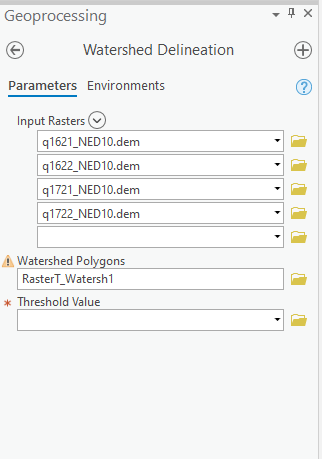 Geoprocessing
Watershed Delineation
Parameters Environments
Input Rasters
q1621_NED10.dem
q1622_NED10.dem
q1721_NED10.dem
q1722_NED10.dem
Watershed Polygons
RasterT_Watersh1
* Threshold Value